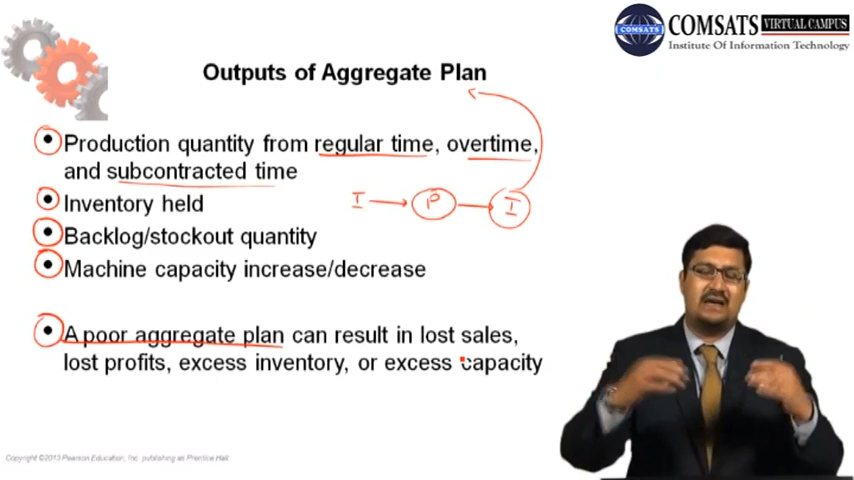 COMSATS VIRTUAL CAMPUS
Institute Of Information Technology
COMSATS
Outputs of Aggregate Plan
• Production quantity from regular time, overtime,
and subcontracted time
• Inventory held
I → P → I
• Backlog/stockout quantity
• Machine capacity increase/decrease
• A poor aggregate plan can result in lost sales,
lost profits, excess inventory, or excess capacity
Copyright ©2013 Pearson Education, Inc. publishing as Prentice Hall.